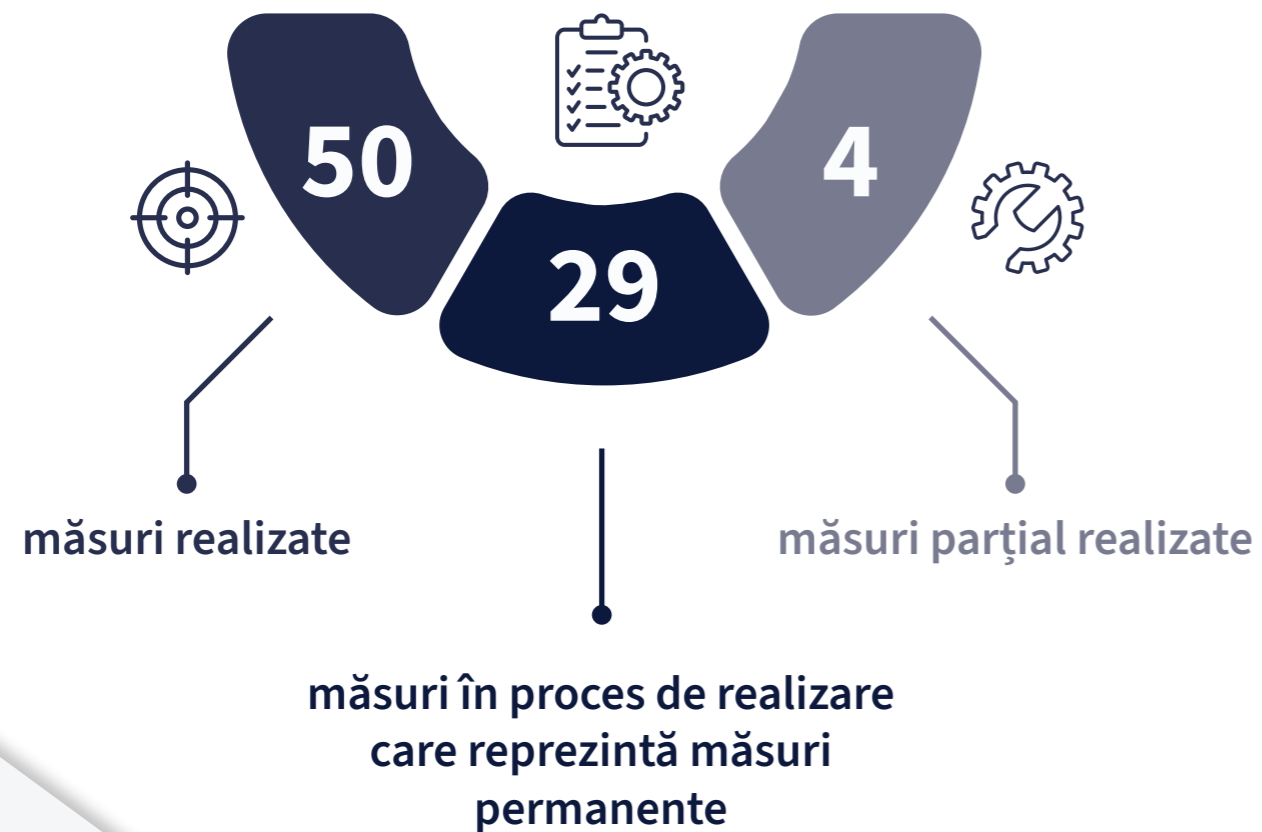 50
4
29
măsuri realizate
măsuri parțial realizate
măsuri în proces de realizare
care reprezintă măsuri
permanente